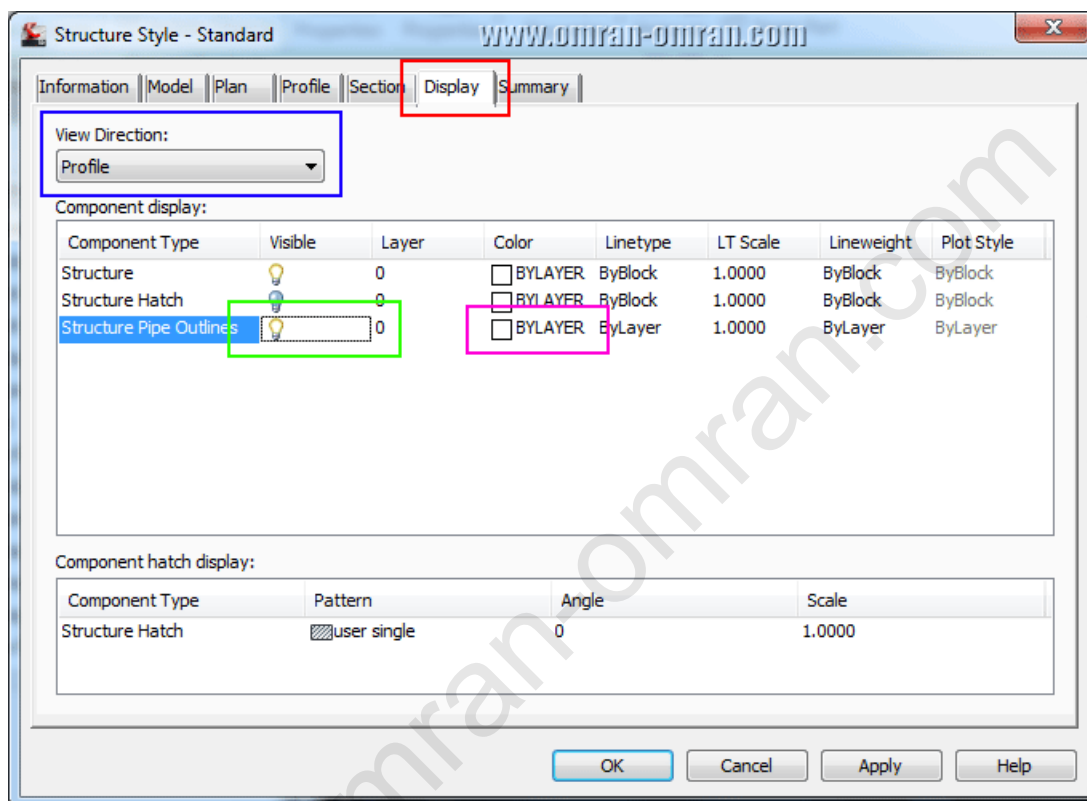 Structure Style - Standard www.omran-omran.com X
Information Model Plan Profile Section Display Summary
View Direction:
Profile
Component display:
Component Type Visible Layer Color Linetype LT Scale Lineweight Plot Style
Structure 0 BYLAYER ByBlock 1.0000 ByBlock ByBlock
Structure Hatch 0 BYLAYER ByBlock 1.0000 ByBlock ByBlock
Structure Pipe Outlines 0 BYLAYER ByLayer 1.0000 ByLayer ByLayer
Component hatch display:
Component Type Pattern Angle Scale
Structure Hatch user single 0 1.0000
OK Cancel Apply Help
mran-omran.com